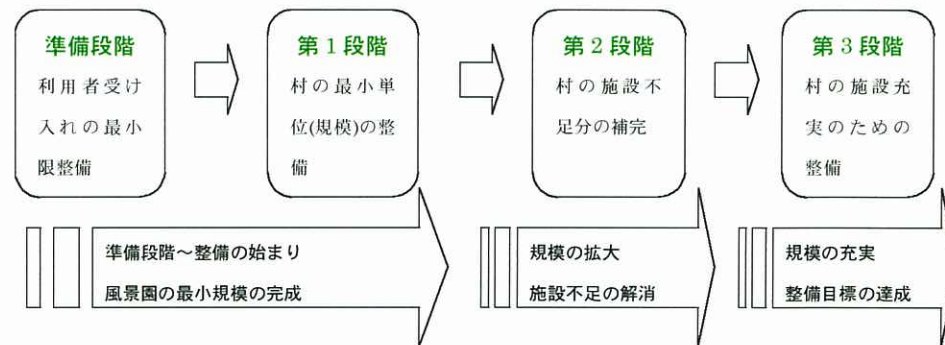 準備段階
利用者受け
入れの最小
限整備
第1段階
村の最小単
位(規模)の整
備
第2段階
村の施設不
足分の補完
第3段階
村の施設充
実のための
整備
準備段階～整備の始まり
風景園の最小規模の完成
規模の拡大
施設不足の解消
規模の充実
整備目標の達成